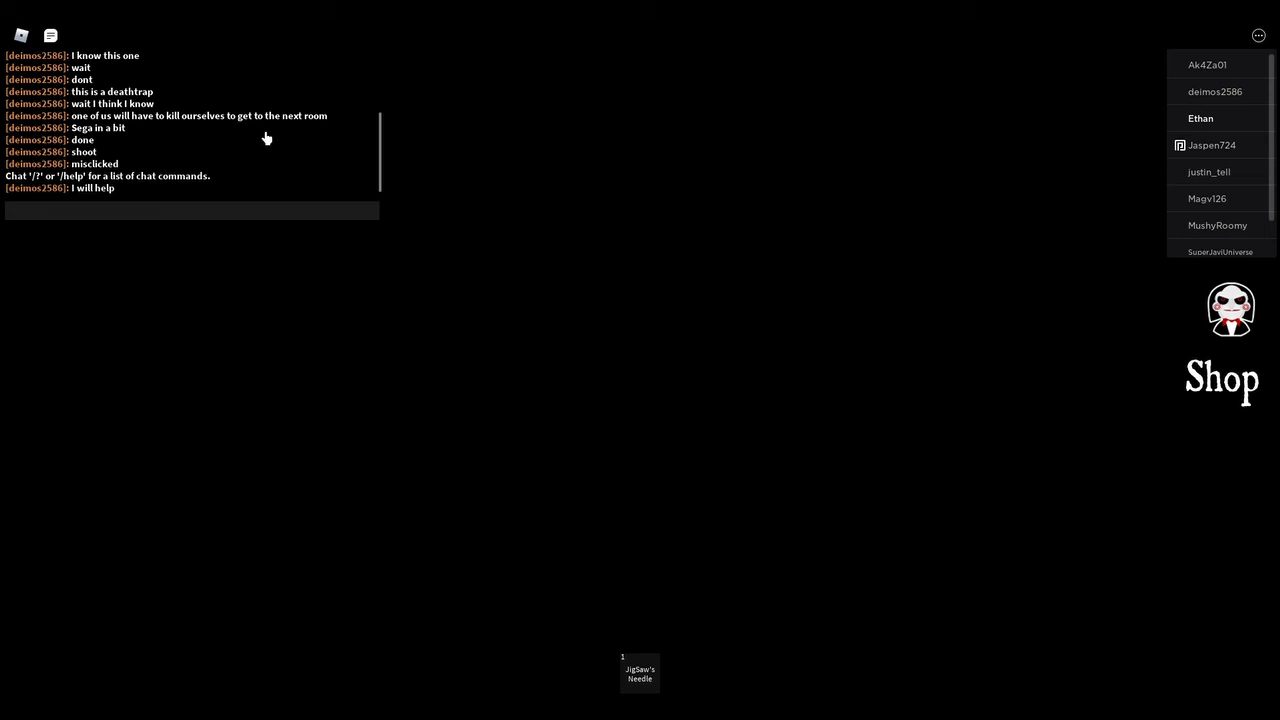 [deimos2586]: I know this one
[deimos2586]: wait
[deimos2586]: dont
[deimos2586]: this is a deathtrap
[deimos2586]: wait I think I know
[deimos2586]: one of us will have to kill ourselves to get to the next room
[deimos2586]: Sega in a bit
[deimos2586]: done
[deimos2586]: shoot
[deimos2586]: misclicked
Chat '/?' or '/help' for a list of chat commands.
[deimos2586]: I will help
Ak4Za01
deimos2586
Ethan
Jaspen724
justin_tell
Magv126
MushyRoomy
SuperJaviUniverse
Shop
1
JigSaw's
Needle